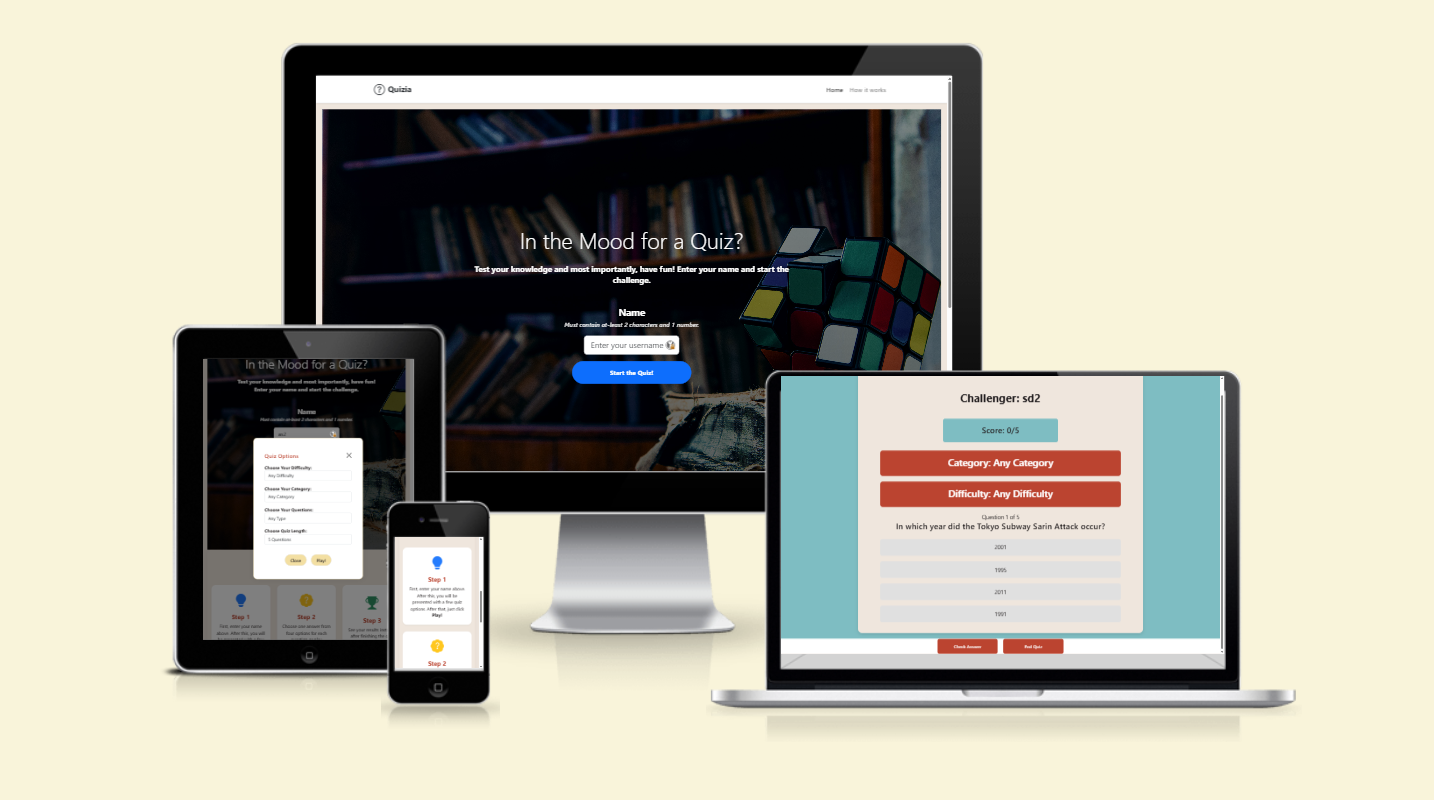 Quizia
Home How it works
In the Mood for a Quiz?
Test your knowledge and most importantly, have fun! Enter your name and start the
challenge.
Name
Must contain at-least 2 characters and 1 number.
Enter your username
Start the Quiz!
In the Mood for a Quiz?
Test your knowledge and most importantly, have fun!
Enter your name and start the challenge.
Name
Must contain at-least 2 characters and 1 number.
Quiz Options
Choose Your Difficulty:
Any Difficulty
Choose Your Category:
Any Category
Choose Your Questions:
Any Type
Choose Quiz Length:
5 Questions
Close Play!
Step 1
First, enter your name
above. After this, you will
Step 2
Choose one answer from
four options for each
Step 3
after finishing the
Step 1
First, enter your name above.
After this, you will be
presented with a few quiz
options. After that, just click
Play!
Step 2
Challenger: sd2
Score: 0/5
Category: Any Category
Difficulty: Any Difficulty
Question 1 of 5
In which year did the Tokyo Subway Sarin Attack occur?
2001
1995
2011
1991
Check Answer End Quiz